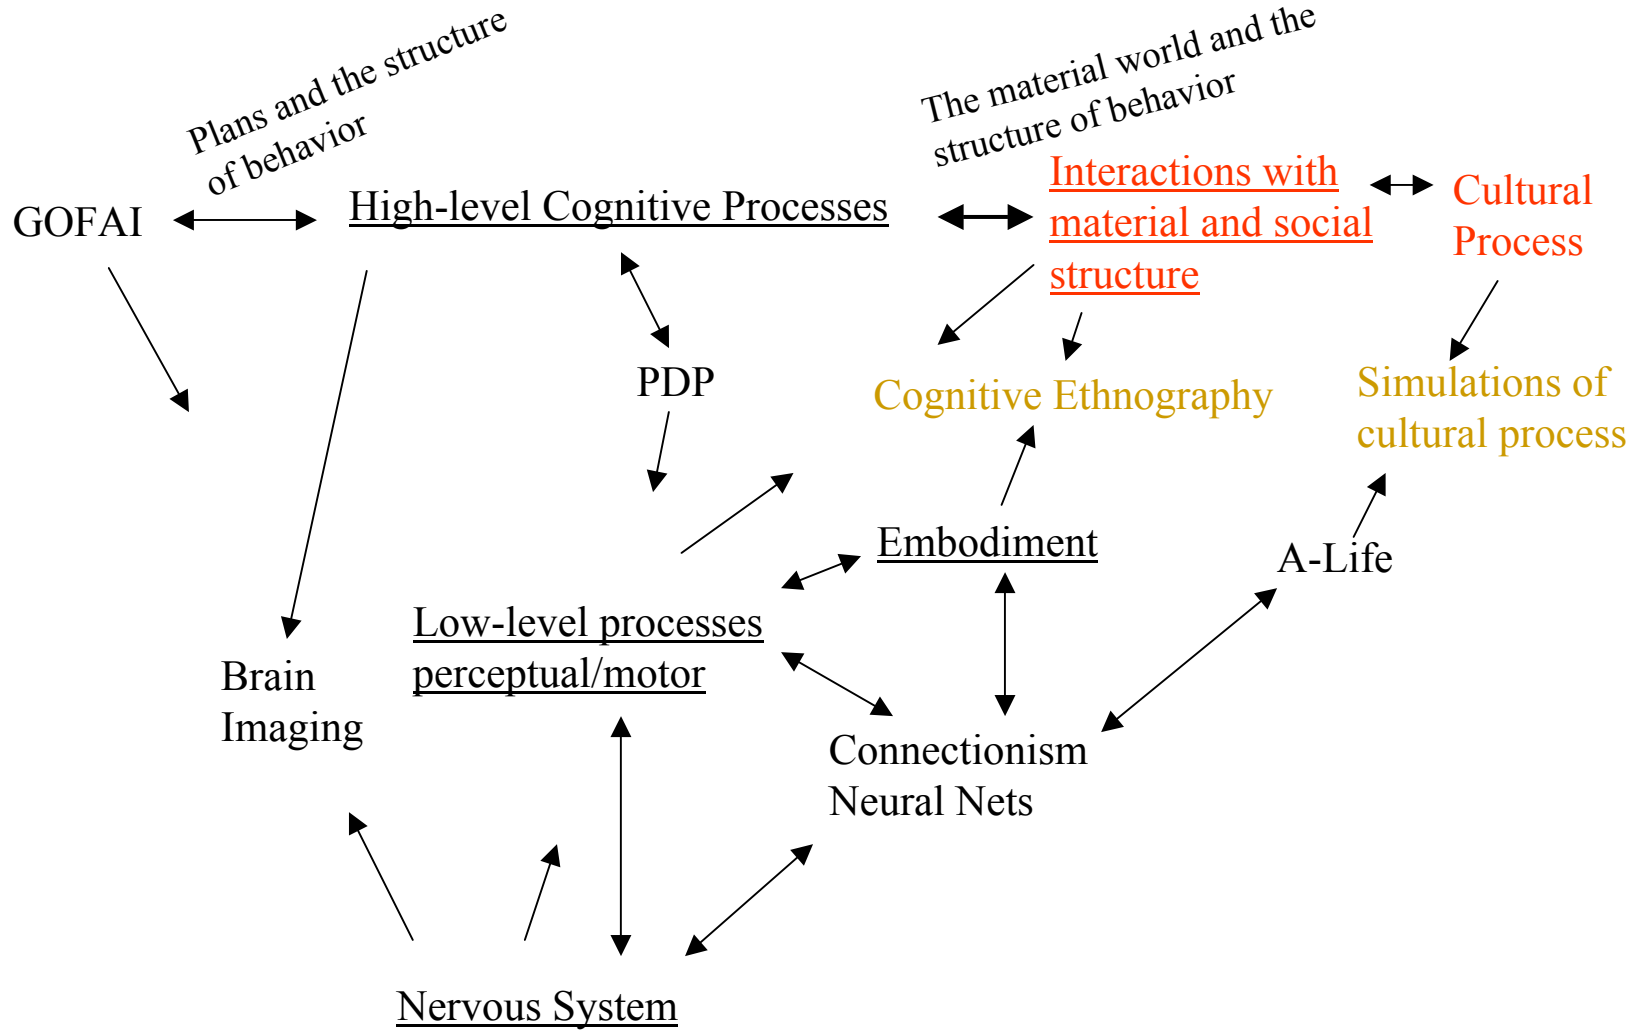 Plans and the structure
of behavior
The material world and the
structure of behavior
GOFAI
High-level Cognitive Processes
Interactions with
material and social
structure
Cultural
Process
PDP
Cognitive Ethnography
Simulations of
cultural process
Embodiment
A-Life
Low-level processes
perceptual/motor
Brain
Imaging
Connectionism
Neural Nets
Nervous System